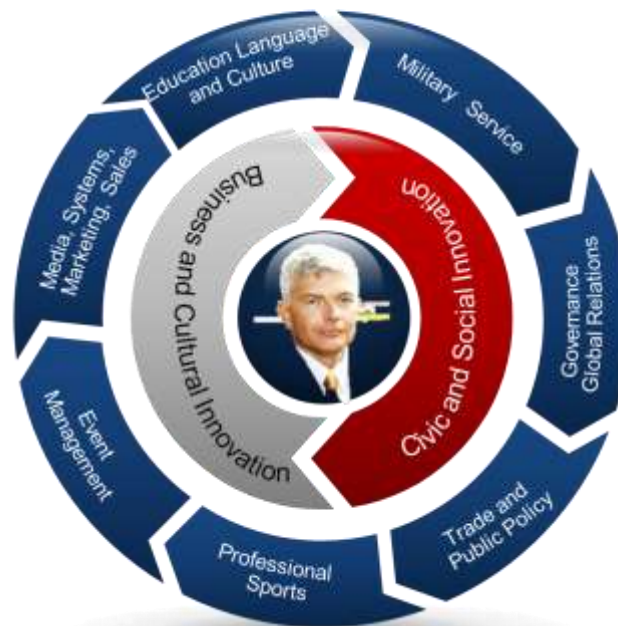 Education Language
and Culture
Military Service
Governance
Global Relations
Trade and
Public Policy
Professional
Sports
Event
Management
Media, Systems,
Marketing, Sales
Business and Cultural Innovation
Civic and Social Innovation